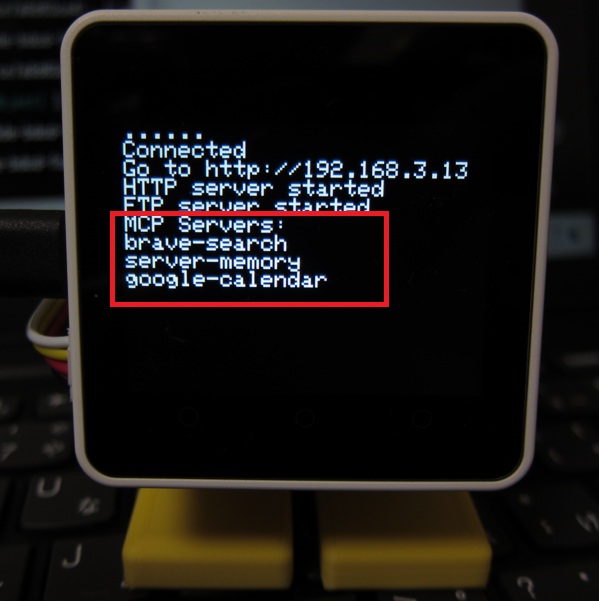 ......
Connected
Go to http://192.168.3.13
HTTP server started
FTP server started
MCP Servers:
brave-search
server-memory
google-calendar
U
な
J